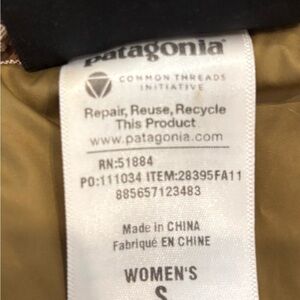 patagonia®
COMMON THREADS
INITIATIVE
Repair, Reuse, Recycle
This Product
www.patagonia.com
RN:51884
PO:111034 ITEM:28395FA11
885657123483
Made in CHINA
Fabriqué EN CHINE
WOMEN'S
S